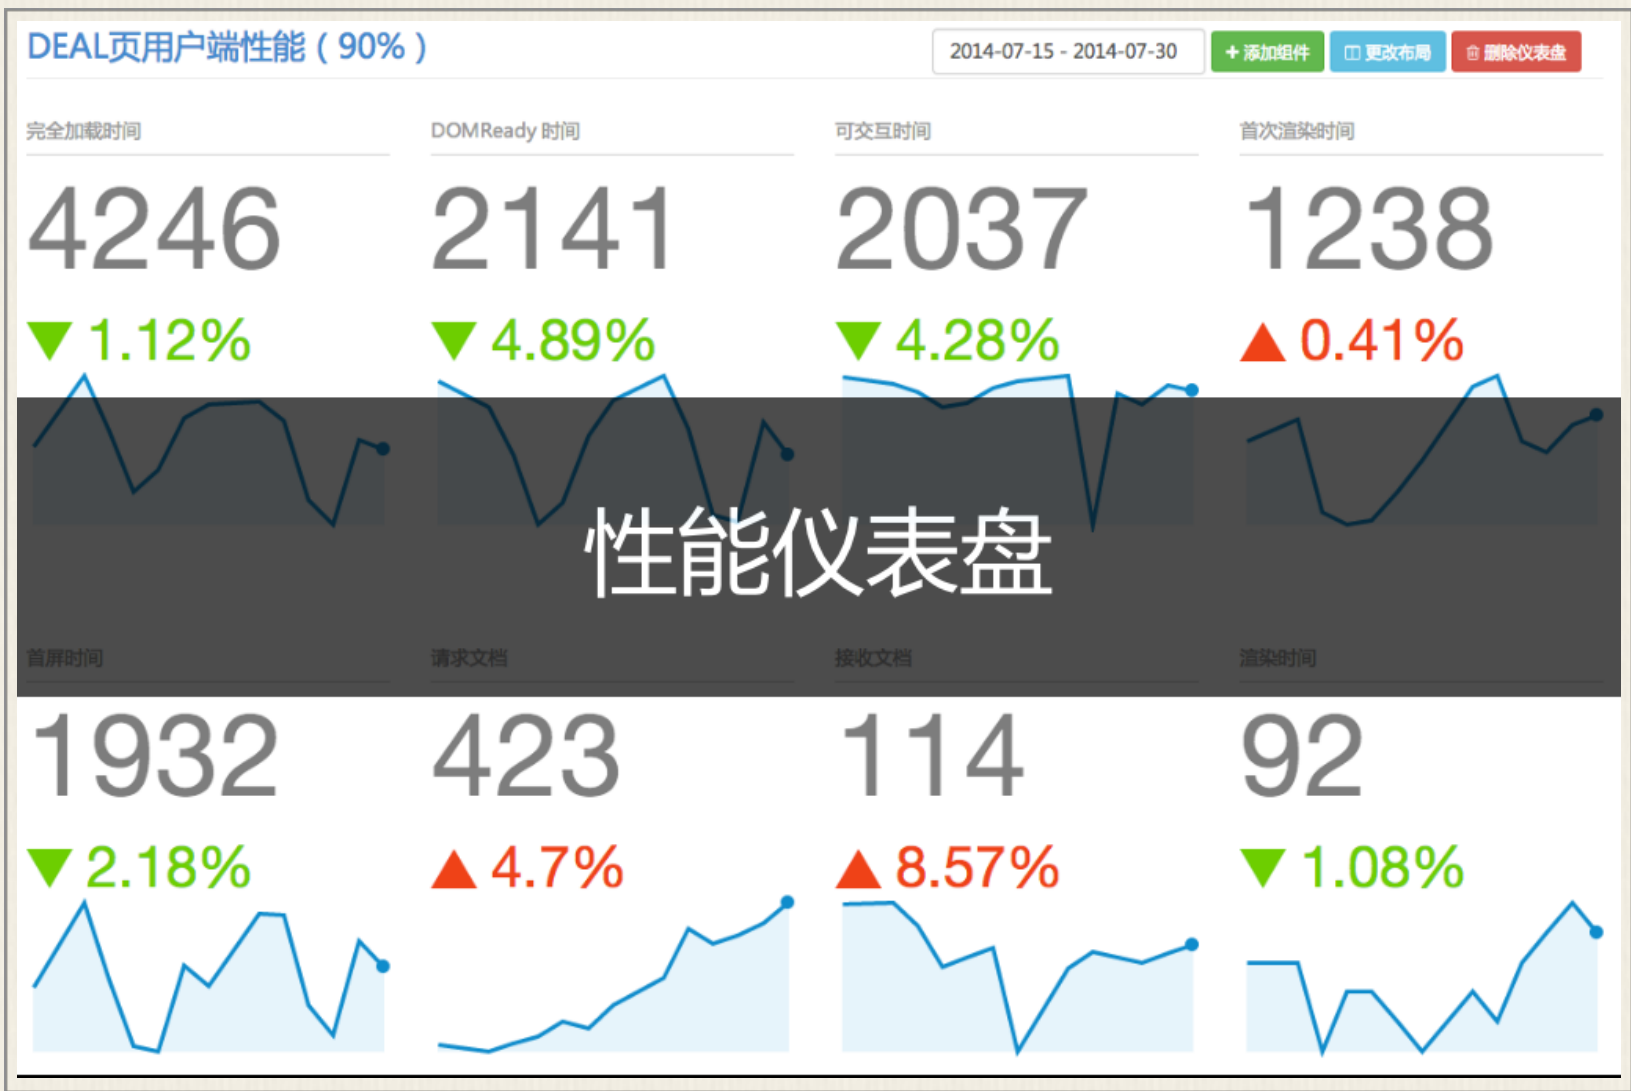 DEAL页用户端性能（90%）
2014-07-15 - 2014-07-30
添加组件
更改布局
删除仪表盘
完全加载时间
DOMReady 时间
可交互时间
首次渲染时间
4246
2141
2037
1238
▼ 1.12%
▼ 4.89%
▼ 4.28%
▲ 0.41%
性能仪表盘
首屏时间
请求文档
接收文档
渲染时间
1932
423
114
92
▼ 2.18%
▲ 4.7%
▲ 8.57%
▼ 1.08%